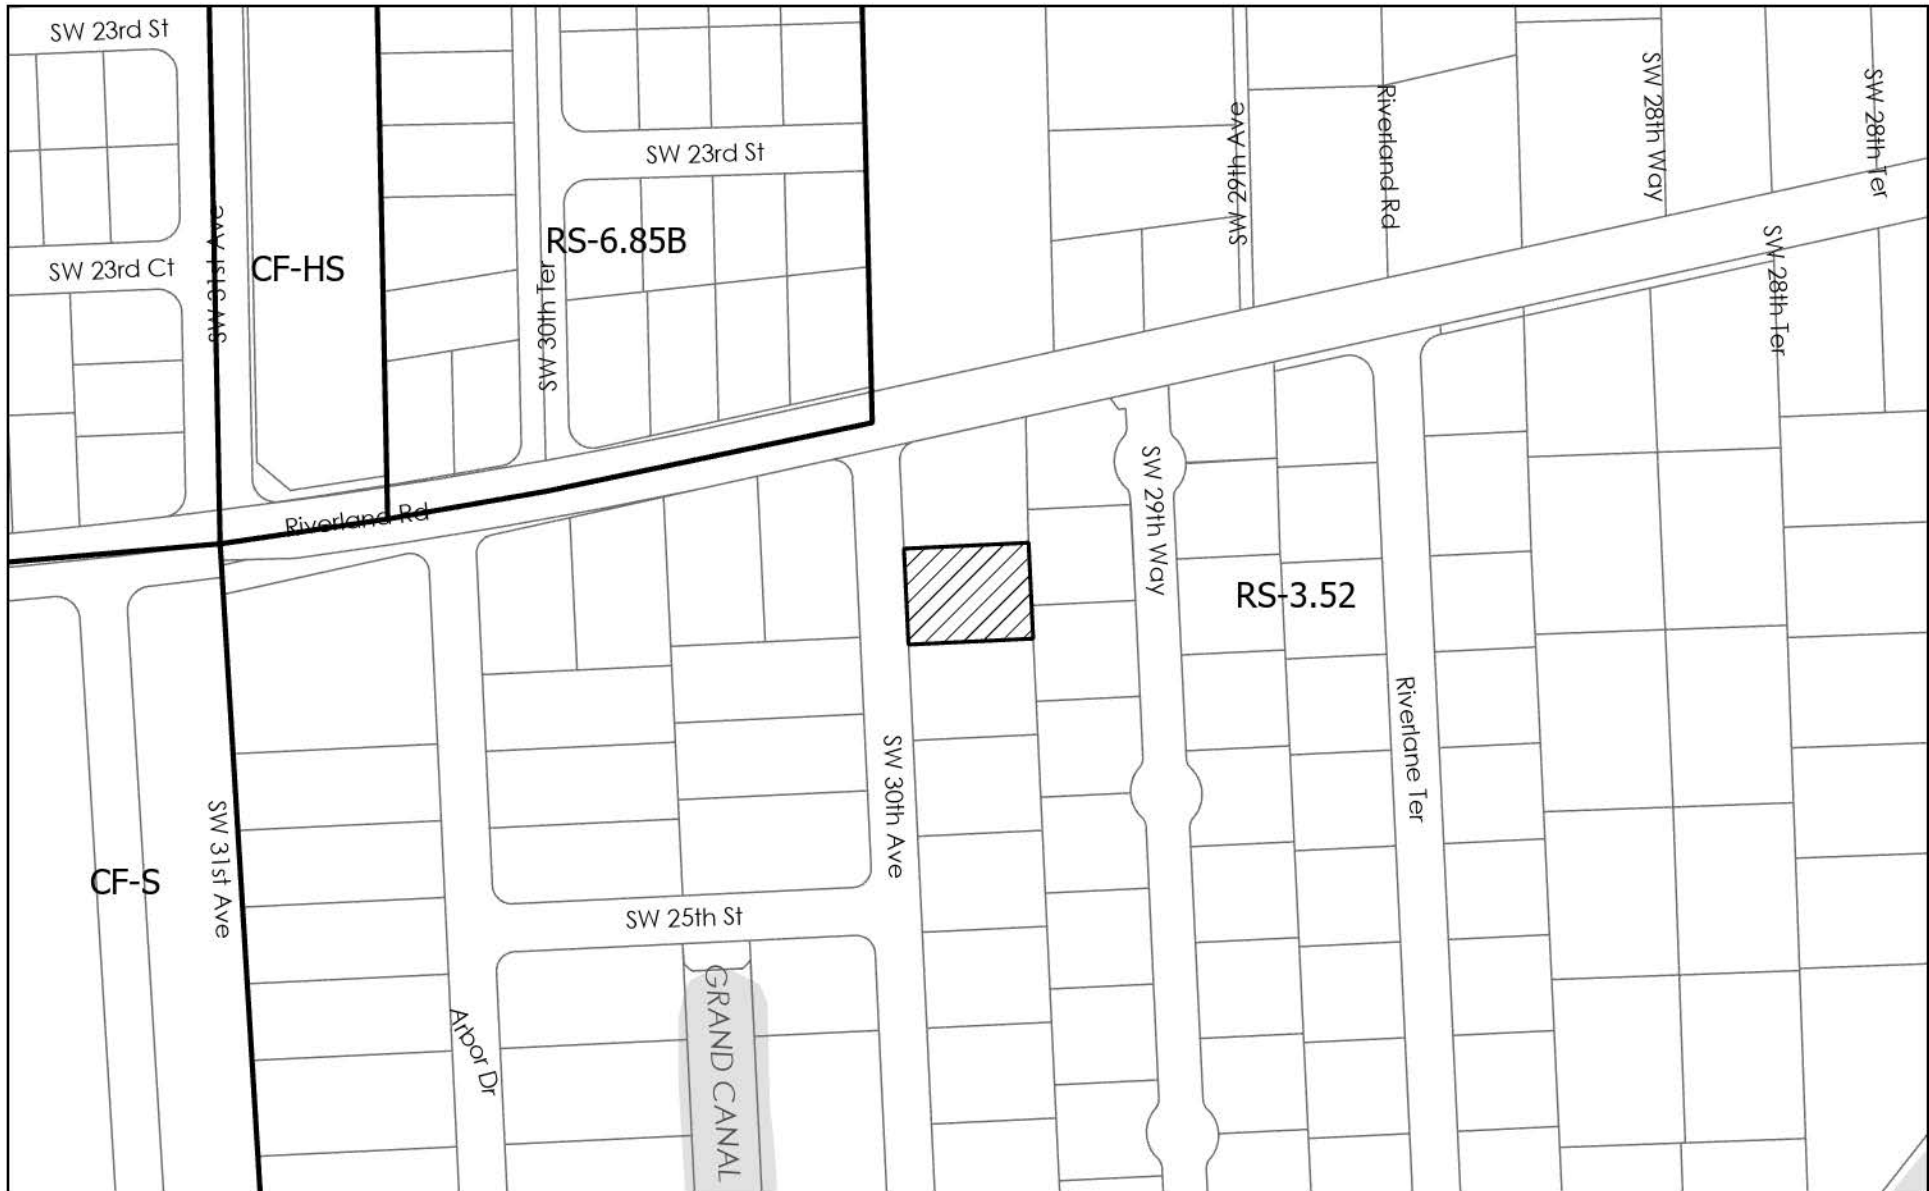 SW 23rd St
SW 23rd St
SW 28th Way
SW 28th Ter
Riverland Rd
SW 29th Ave
SW 31st Ave
RS-6.85B
CF-HS
SW 23rd Ct
SW 30th Ter
SW 28th Ter
Riverland Rd
SW 29th Way
RS-3.52
Riverlane Ter
SW 30th Ave
SW 31st Ave
CF-S
SW 25th St
Arbor Dr
GRAND CANAL